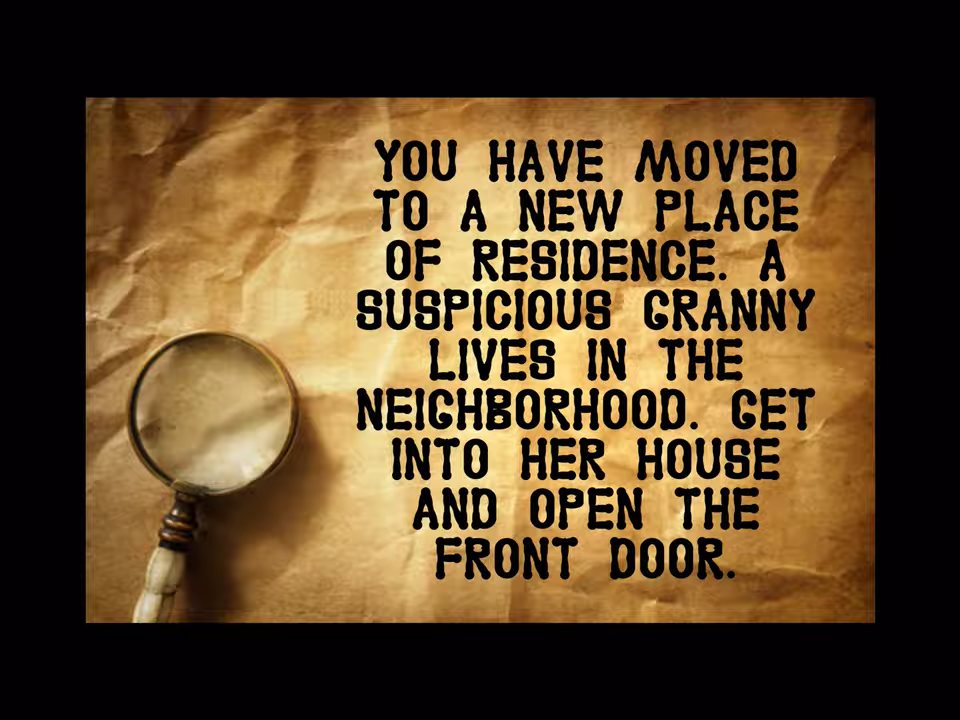 YOU HAVE MOVED
TO A NEW PLACE
OF RESIDENCE. A
SUSPICIOUS GRANNY
LIVES IN THE
NEIGHBORHOOD. GET
INTO HER HOUSE
AND OPEN THE
FRONT DOOR.